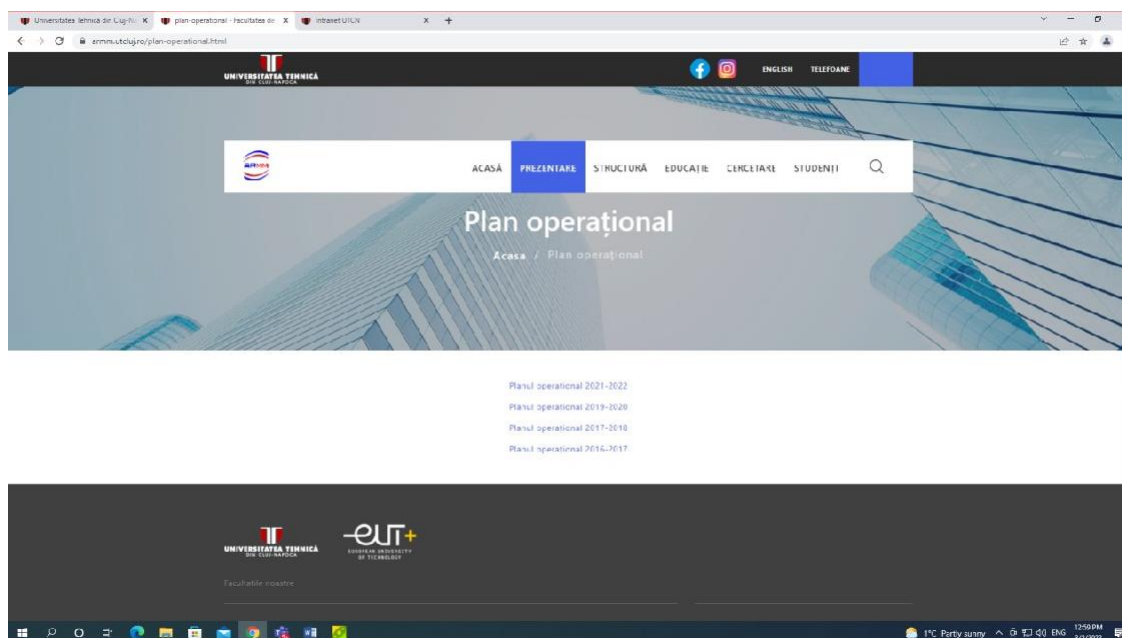 Universitatea Tehnică din Cluj-N
plan-operational - Facultatea de
Intranet UTCN
armm.utcluj.ro/plan-operational.html
UNIVERSITATEA TEHNICĂ
DIN CLUJ-NAPOCA
ENGLISH
TELEFOANE
ARMM
ACASĂ
PREZENTARE
STRUCTURĂ
EDUCAȚIE
CERCETARE
STUDENȚI
Plan operațional
Acasa / Plan operațional
Planul operational 2021-2022
Planul operational 2019-2020
Planul operational 2017-2018
Planul operational 2016-2017
UNIVERSITATEA TEHNICĂ
DIN CLUJ-NAPOCA
EUT+
EUROPEAN UNIVERSITY
OF TECHNOLOGY
Facultatile noastre
1°C Partly sunny
ENG
12:50 PM